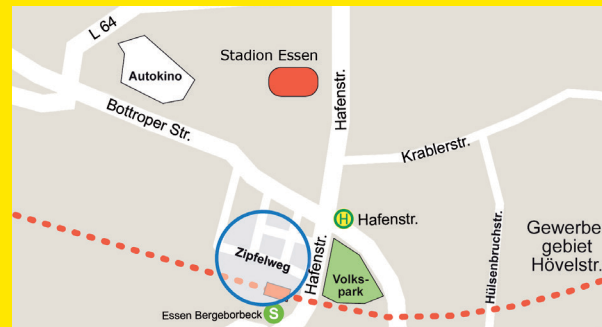 L 64
Stadion Essen
Autokino
Hafenstr.
Bottroper Str.
Krablerstr.
H
Hafenstr.
Hülsenbruchstr.
Gewerbe
gebiet
Hövelstr.
Zipfelweg
Hafenstr.
Volks-
park
Essen Bergeborbeck
S